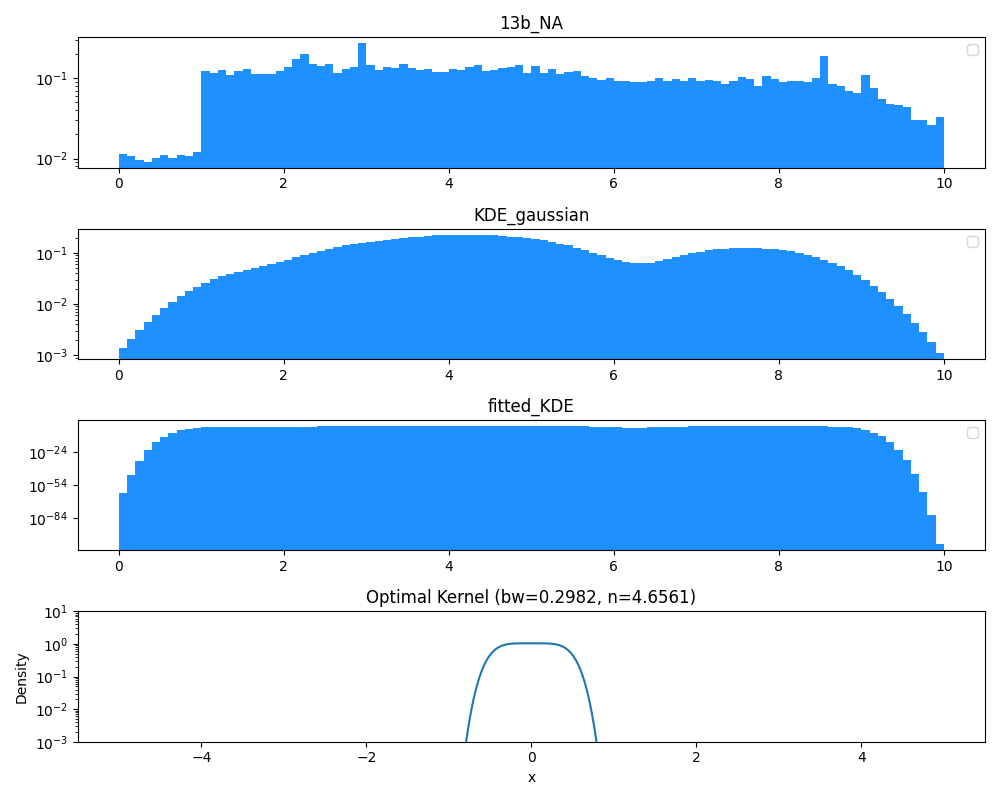 13b_NA
10⁻¹
10⁻²
0 2 4 6 8 10
KDE_gaussian
10⁻¹
10⁻²
10⁻³
0 2 4 6 8 10
fitted_KDE
10⁻²⁴
10⁻⁵⁴
10⁻⁸⁴
0 2 4 6 8 10
Optimal Kernel (bw=0.2982, n=4.6561)
Density
10¹
10⁰
10⁻¹
10⁻²
10⁻³
−4 −2 0 2 4
x